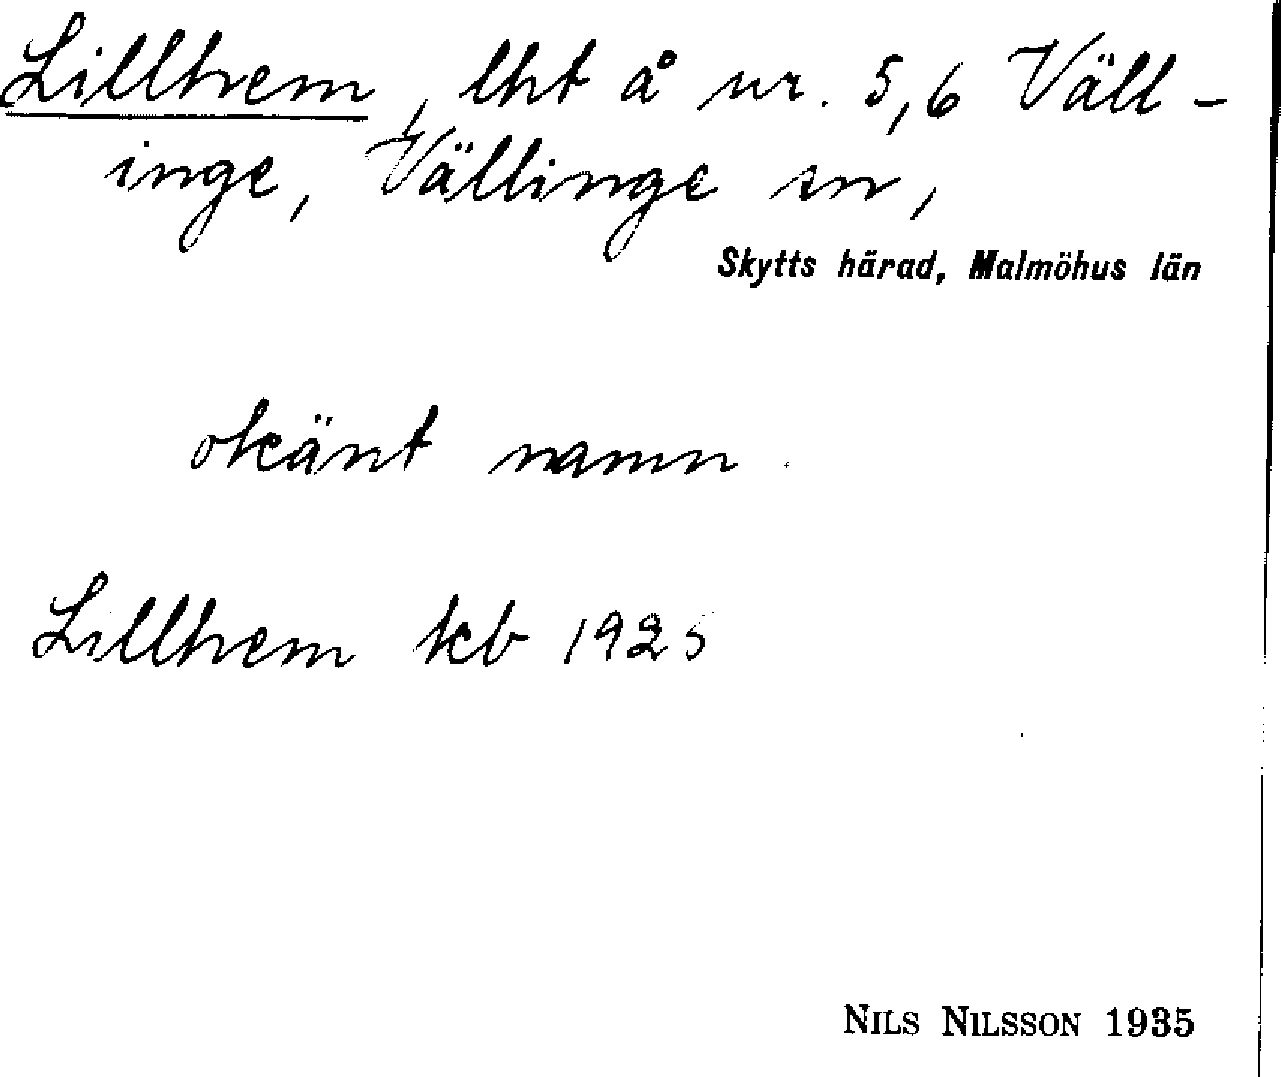 Lillhem, lht å nr. 5,6 Väll-
inge, Vällinge sn,
Skytts härad, Malmöhus län
okänt namn.
Lillhem kb 1925
NILS NILSSON 1935